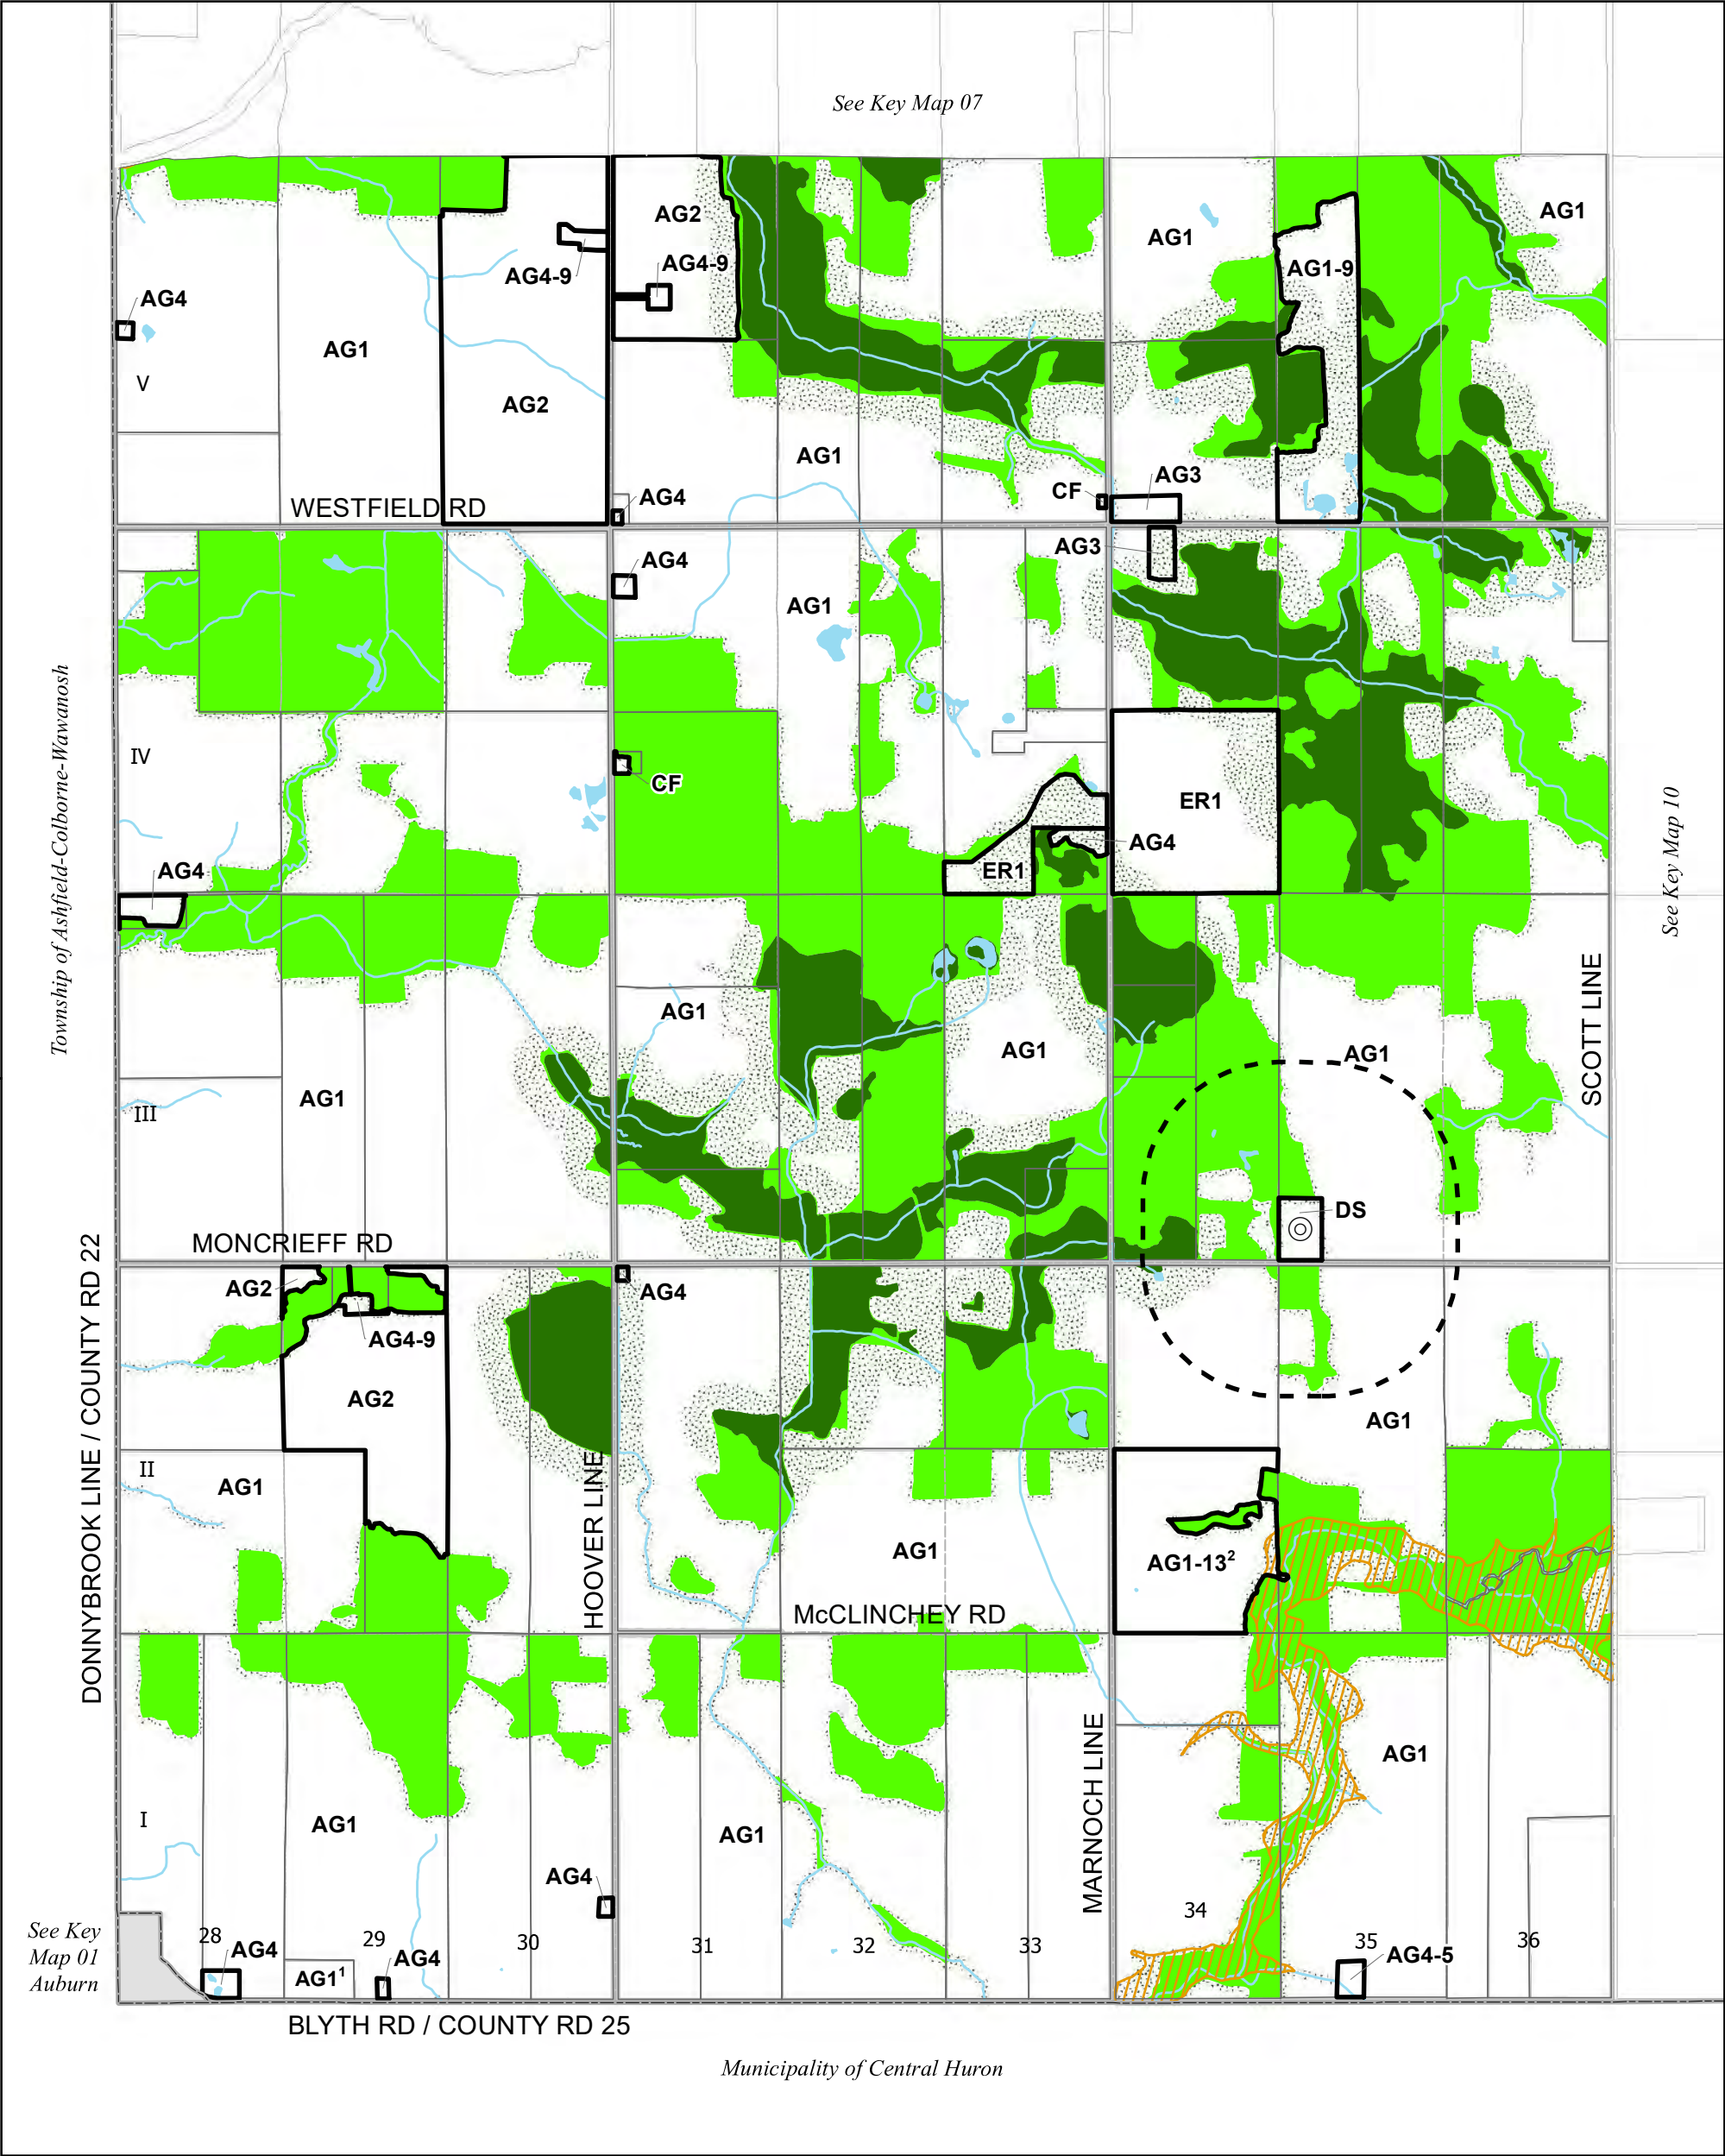 See Key Map 07
AG2
AG1
AG1
AG4-9
AG4-9
AG1-9
AG4
AG1
V
AG2
AG1
AG3
CF
AG4
WESTFIELD RD
AG3
AG4
AG1
Township of Ashfield-Colborne-Wawanosh
IV
CF
ER1
See Key Map 10
AG4
ER1
AG4
SCOTT LINE
AG1
AG1
AG1
AG1
III
DS
MONCRIEFF RD
DONNYBROOK LINE / COUNTY RD 22
AG2
AG4
AG4-9
AG2
AG1
II
AG1
HOOVER LINE
AG1
AG1-13²
McCLINCHEY RD
MARNOCH LINE
AG1
I
AG1
AG1
AG4
34
See Key
Map 01
Auburn
28
29
30
31
32
33
35
36
AG4
AG4
AG4-5
AG1¹
BLYTH RD / COUNTY RD 25
Municipality of Central Huron